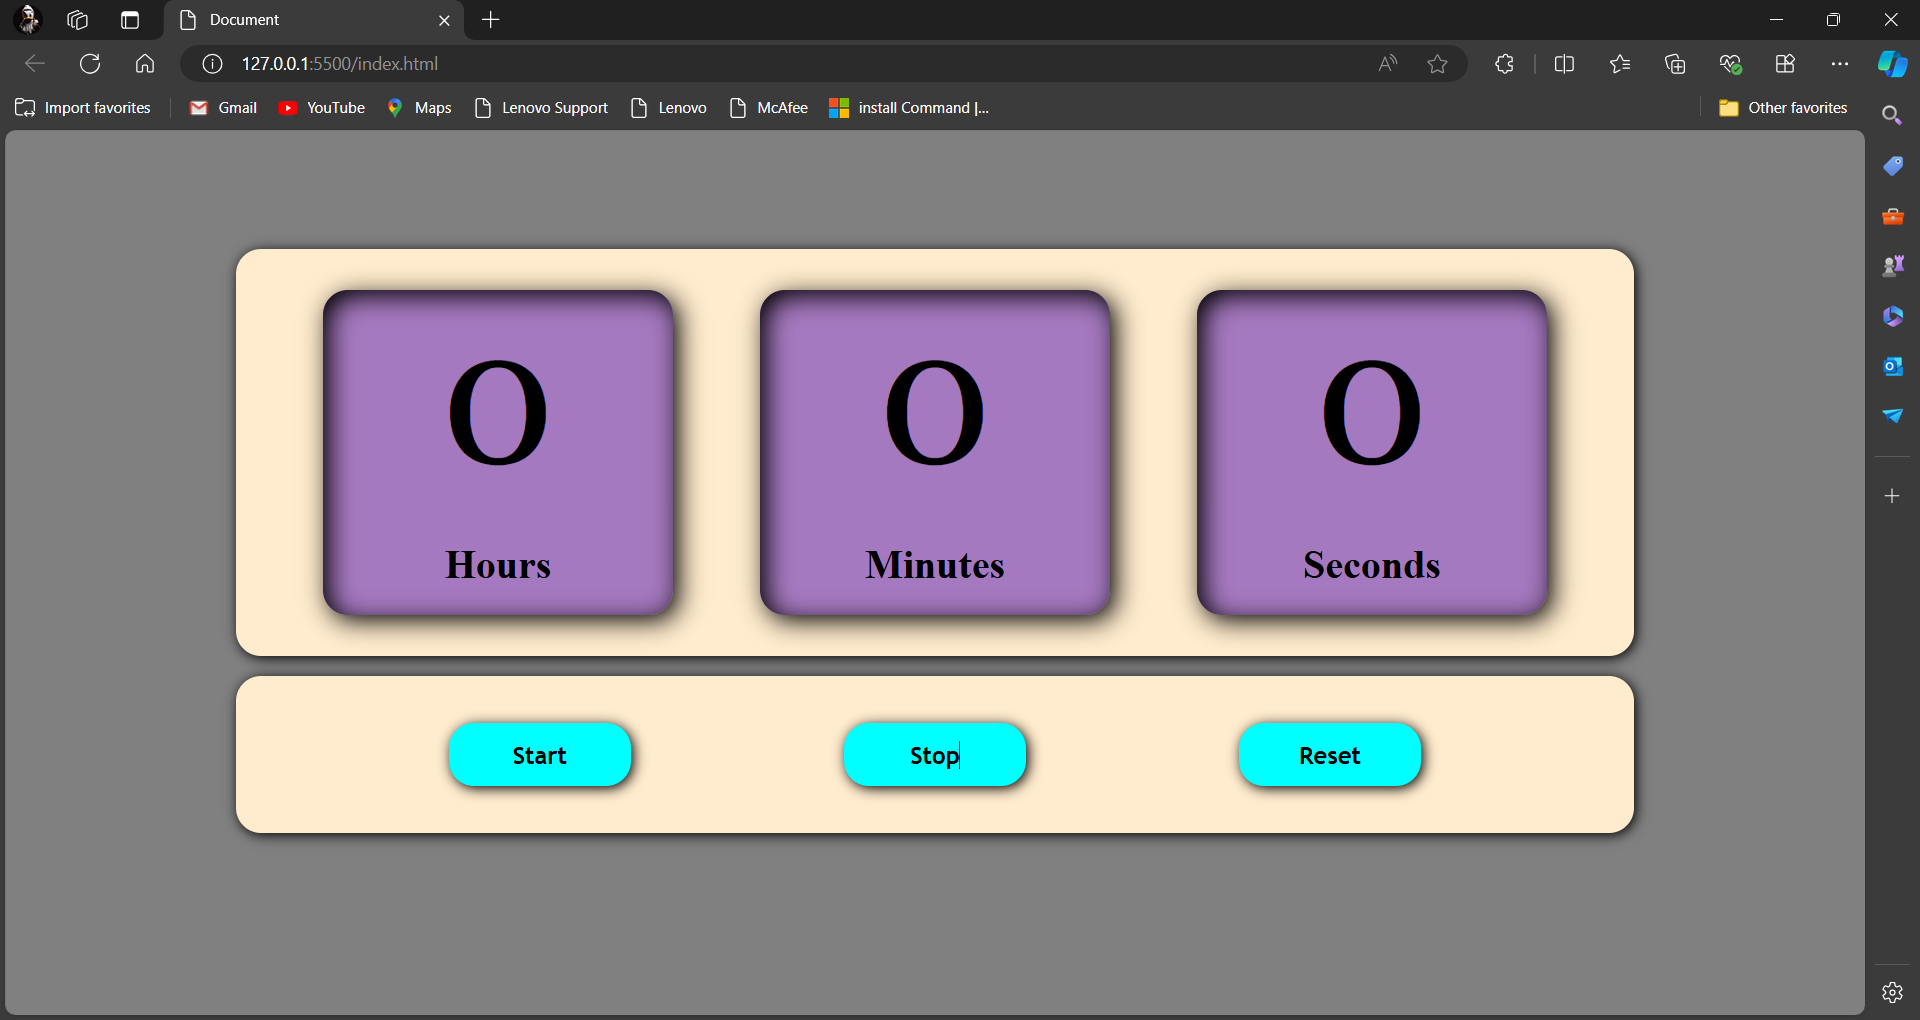 Document
127.0.0.1:5500/index.html
Import favorites Gmail YouTube Maps Lenovo Support Lenovo McAfee install Command |... Other favorites
0 0 0
Hours Minutes Seconds
Start Stop Reset